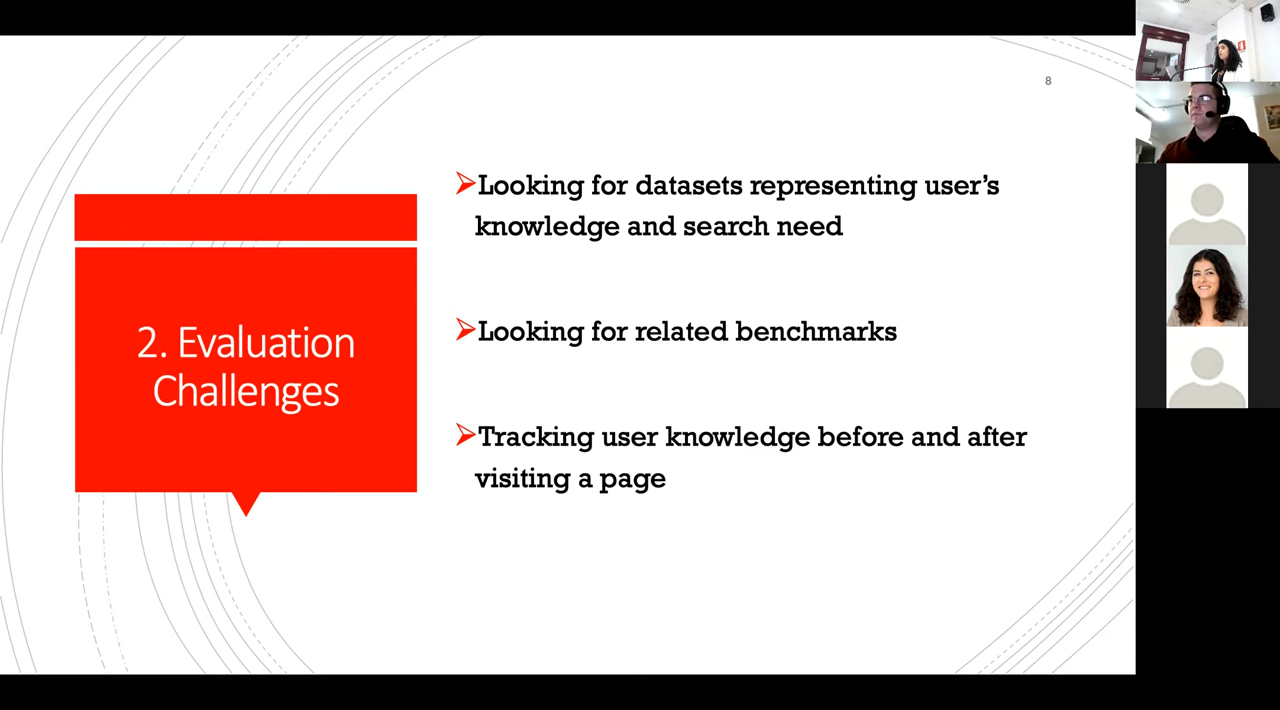 8
2. Evaluation
Challenges
Looking for datasets representing user’s
knowledge and search need
Looking for related benchmarks
Tracking user knowledge before and after
visiting a page